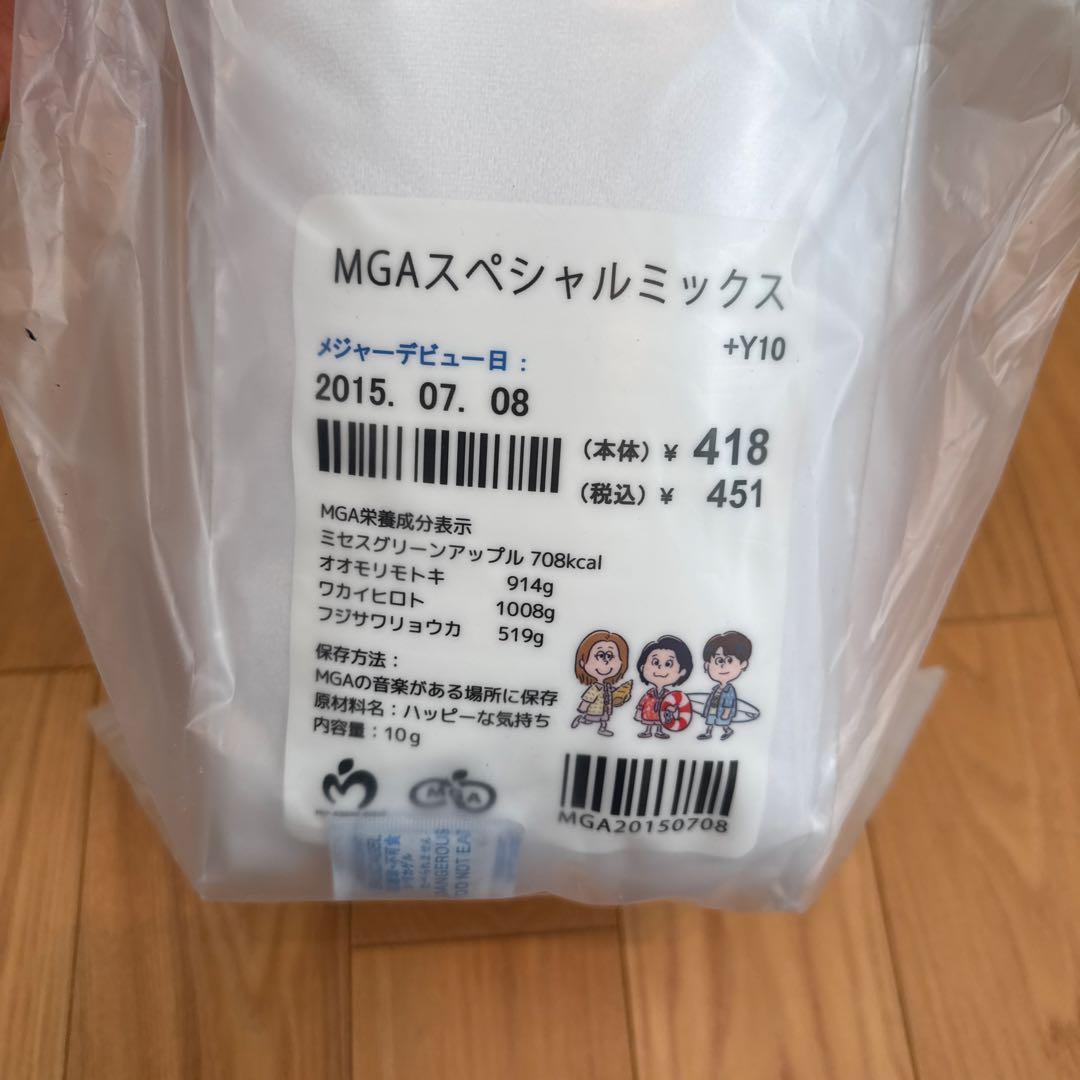 MGAスペシャルミックス
+Y10
メジャーデビュー日：
2015. 07. 08
（本体）¥ 418
（税込）¥ 451
MGA栄養成分表示
ミセスグリーンアップル 708kcal
オオモリモトキ 914g
ワカイヒロト 1008g
フジサワリョウカ 519g
保存方法：
MGAの音楽がある場所に保存
原材料名：ハッピーな気持ち
内容量：10g
MGA
MGA20150708
DANGEROUS
DO NOT EAT